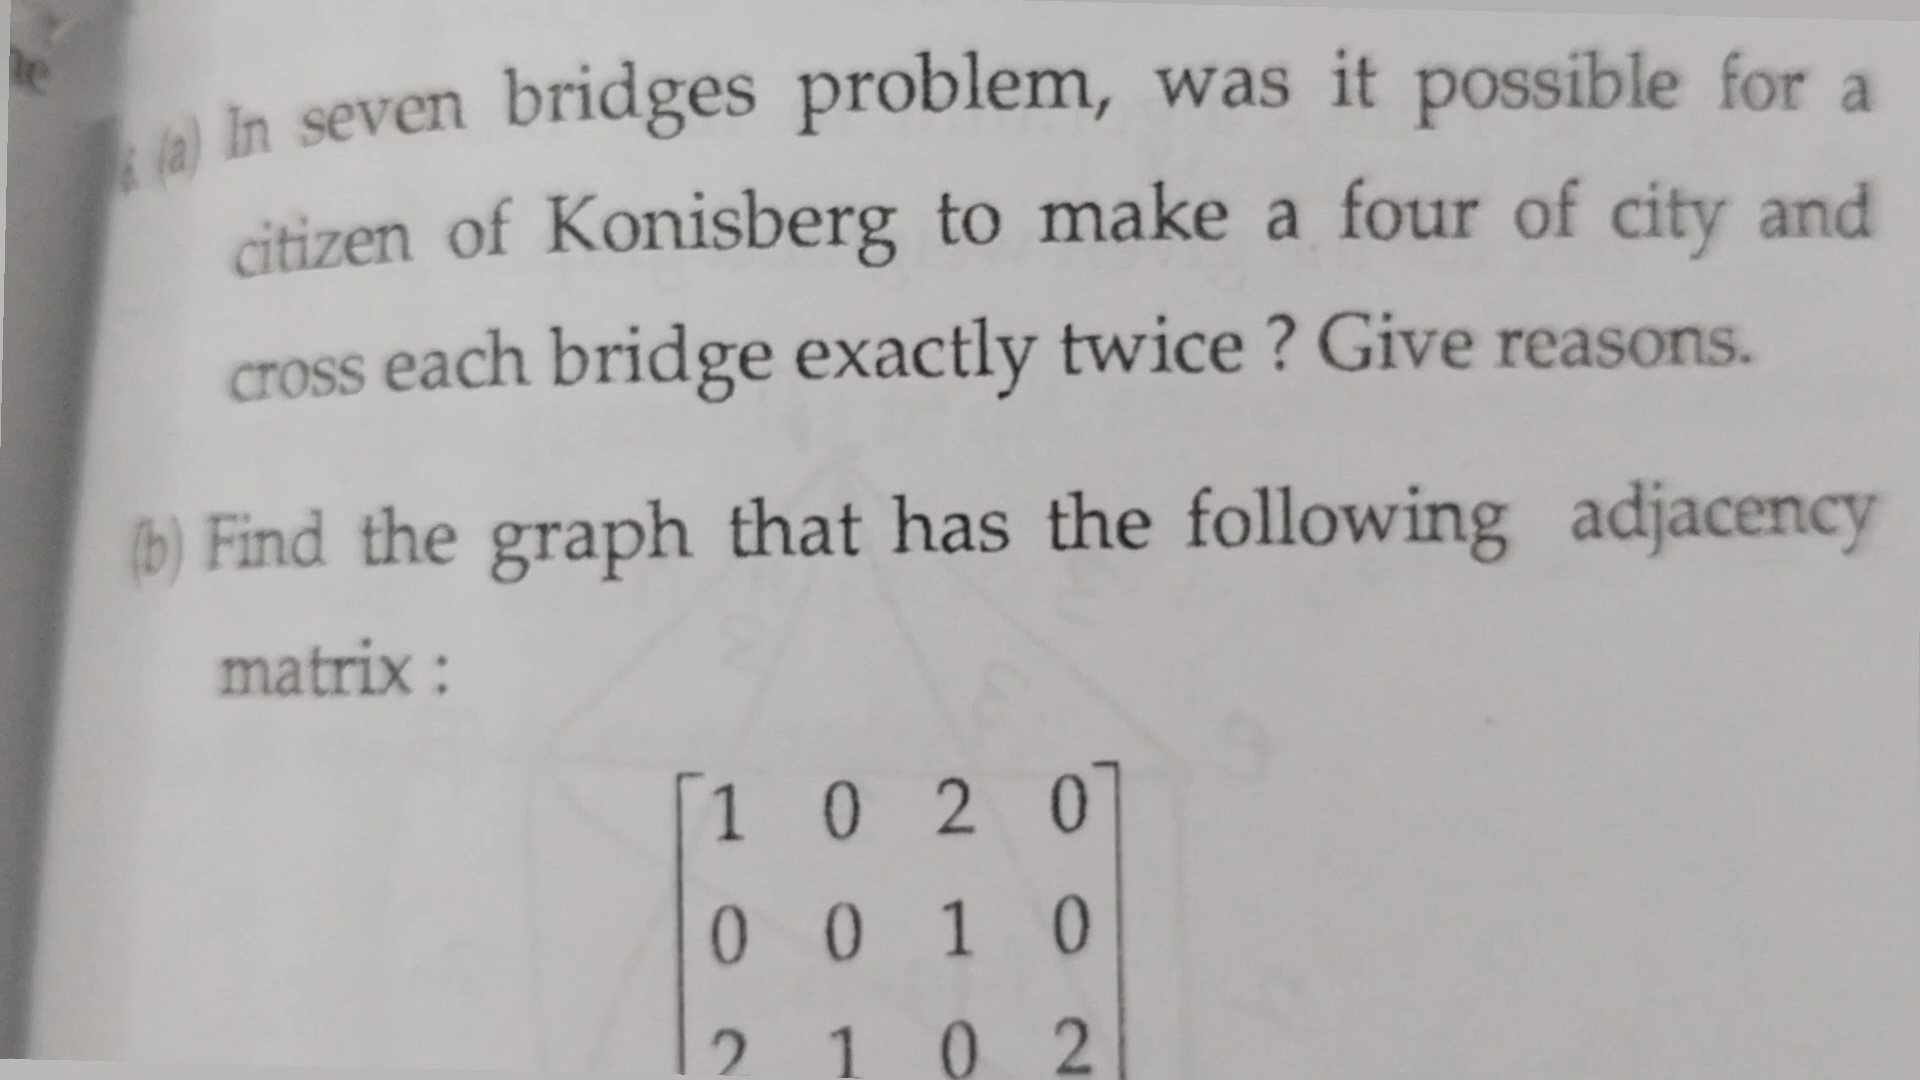 (a) In seven bridges problem, was it possible for a
citizen of Konisberg to make a four of city and
cross each bridge exactly twice ? Give reasons.
(b) Find the graph that has the following adjacency
matrix :
1 0 2 0
0 0 1 0
2 1 0 2